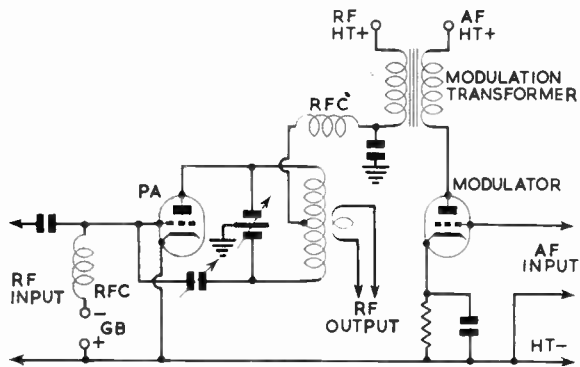 RF
HT+
AF
HT+
MODULATION
TRANSFORMER
RFC
PA
MODULATOR
RF
INPUT
RFC
−
GB
+
RF
OUTPUT
AF
INPUT
HT−